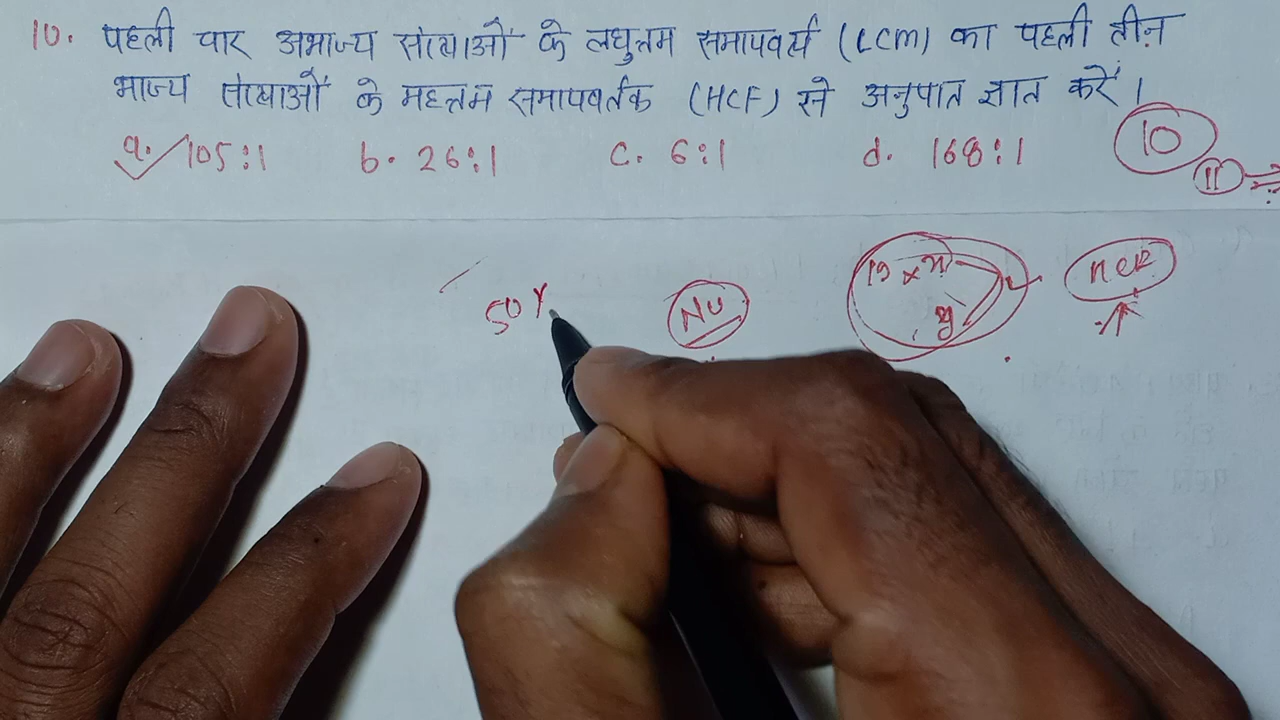 10. पहली चार अभाज्य संख्याओं के लघुत्तम समापवर्त्य (LCM) का पहली तीन
भाज्य संख्याओं के महत्तम समापवर्तक (HCF) से अनुपात ज्ञात करें।
a. 105:1 b. 26:1 c. 6:1 d. 168:1
10
11
50
NU
19 × य